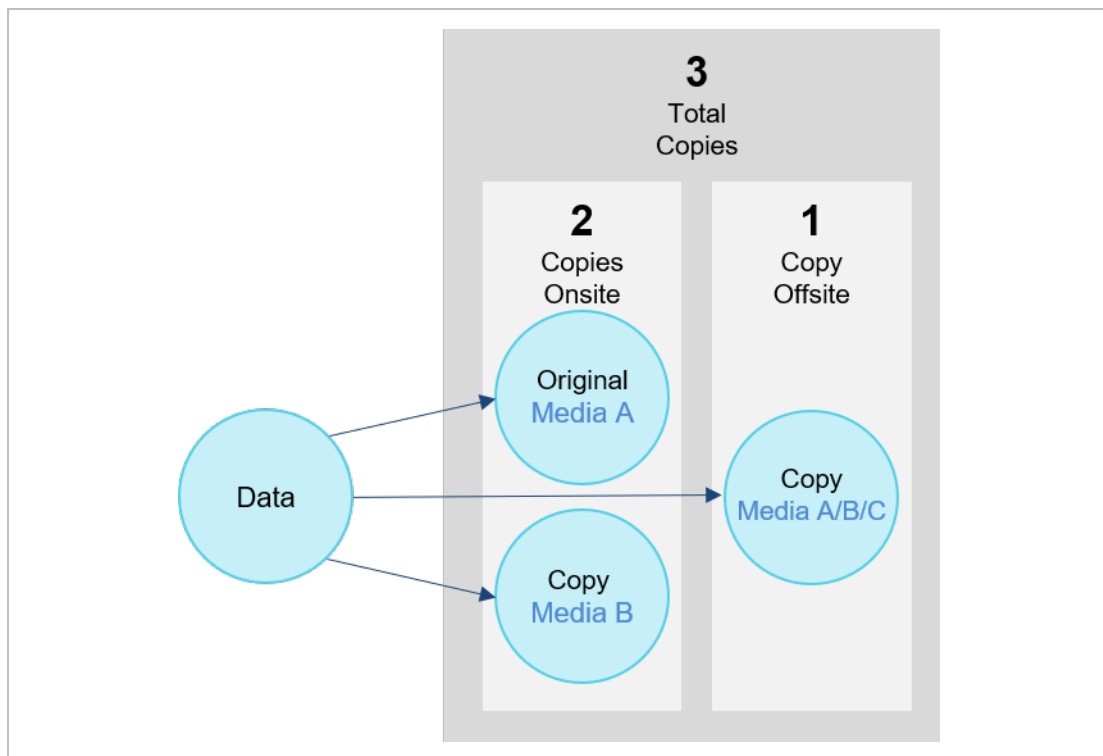 3
Total
Copies
2
Copies
Onsite
1
Copy
Offsite
Original
Media A
Data
Copy
Media A/B/C
Copy
Media B